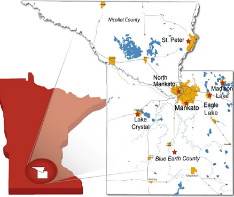 Nicollet County
St. Peter
North
Mankato
Mankato
Madison
Lake
Eagle
Lake
Lake
Crystal
Blue Earth County